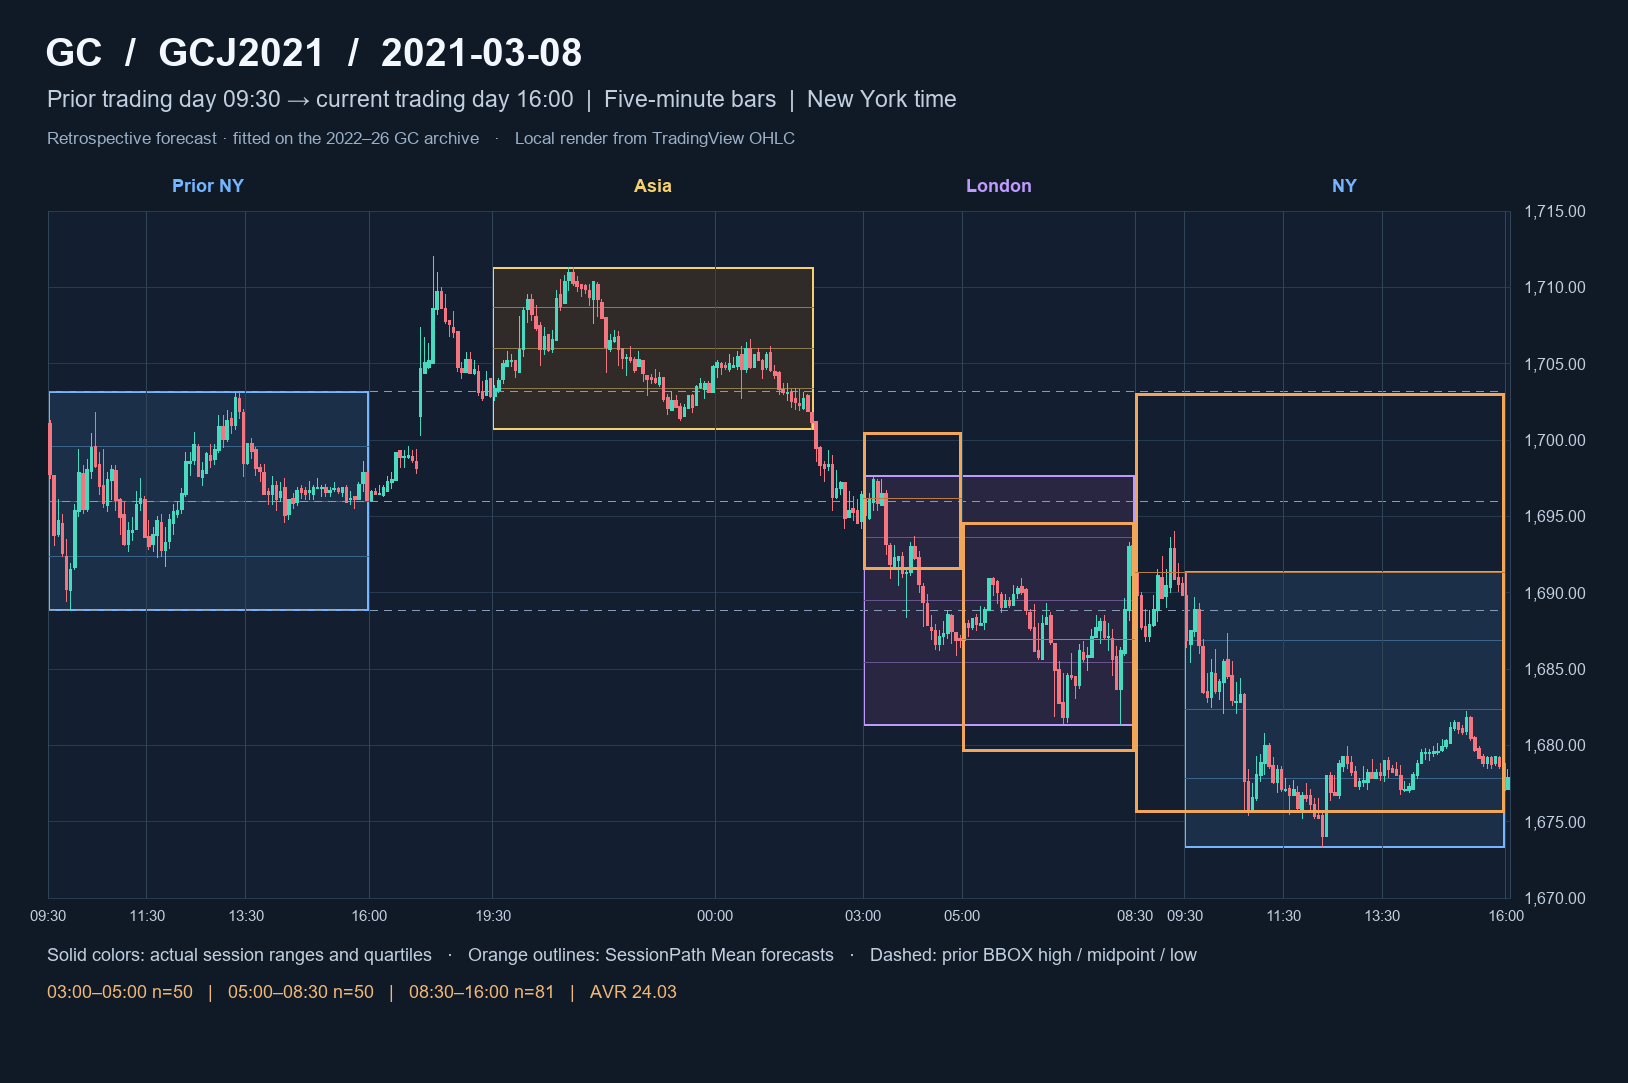 GC / GCJ2021 / 2021-03-08
Prior trading day 09:30 → current trading day 16:00 | Five-minute bars | New York time
Retrospective forecast · fitted on the 2022–26 GC archive · Local render from TradingView OHLC
Prior NY Asia London NY
1,715.00
1,710.00
1,705.00
1,700.00
1,695.00
1,690.00
1,685.00
1,680.00
1,675.00
1,670.00
09:30 11:30 13:30 16:00 19:30 00:00 03:00 05:00 08:30 09:30 11:30 13:30 16:00
Solid colors: actual session ranges and quartiles · Orange outlines: SessionPath Mean forecasts · Dashed: prior BBOX high / midpoint / low
03:00–05:00 n=50 | 05:00–08:30 n=50 | 08:30–16:00 n=81 | AVR 24.03